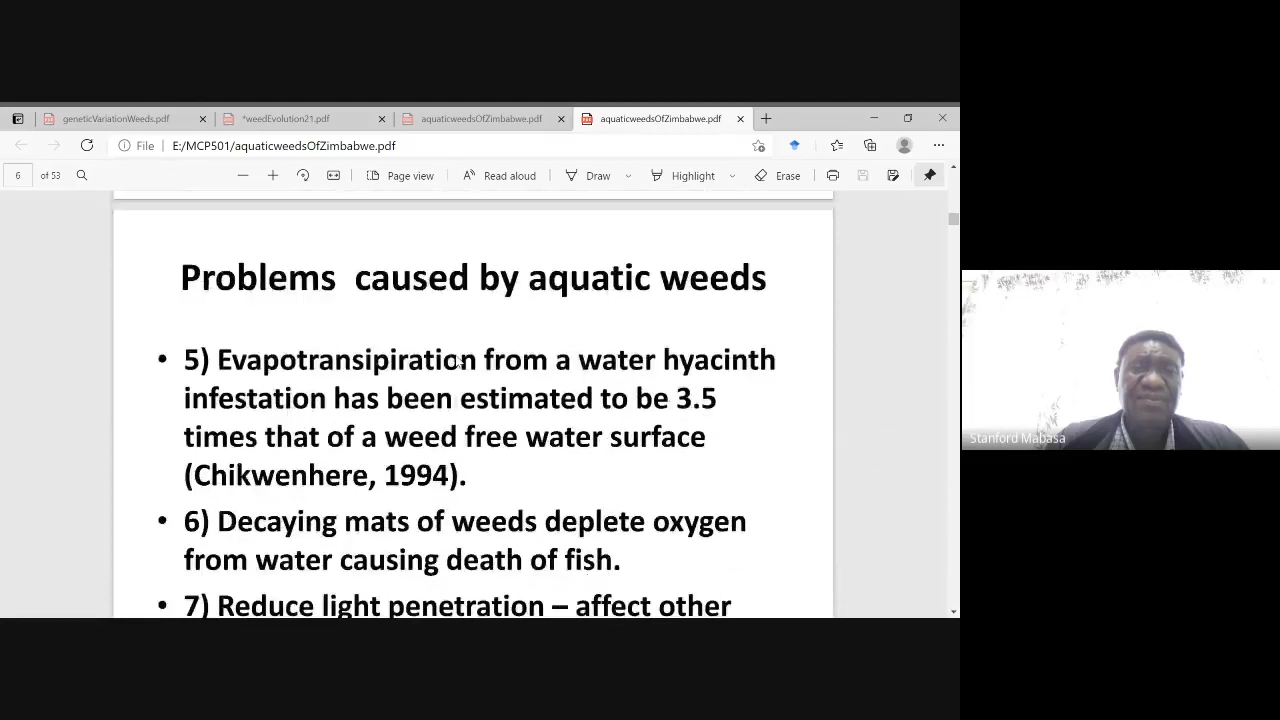 geneticVariationWeeds.pdf
*weedEvolution21.pdf
aquaticweedsOfZimbabwe.pdf
aquaticweedsOfZimbabwe.pdf
File
E:/MCP501/aquaticweedsOfZimbabwe.pdf
6 of 53
Page view
Read aloud
Draw
Highlight
Erase
Problems caused by aquatic weeds
• 5) Evapotransipiration from a water hyacinth
infestation has been estimated to be 3.5
times that of a weed free water surface
(Chikwenhere, 1994).
• 6) Decaying mats of weeds deplete oxygen
from water causing death of fish.
• 7) Reduce light penetration – affect other
Stanford Mabasa